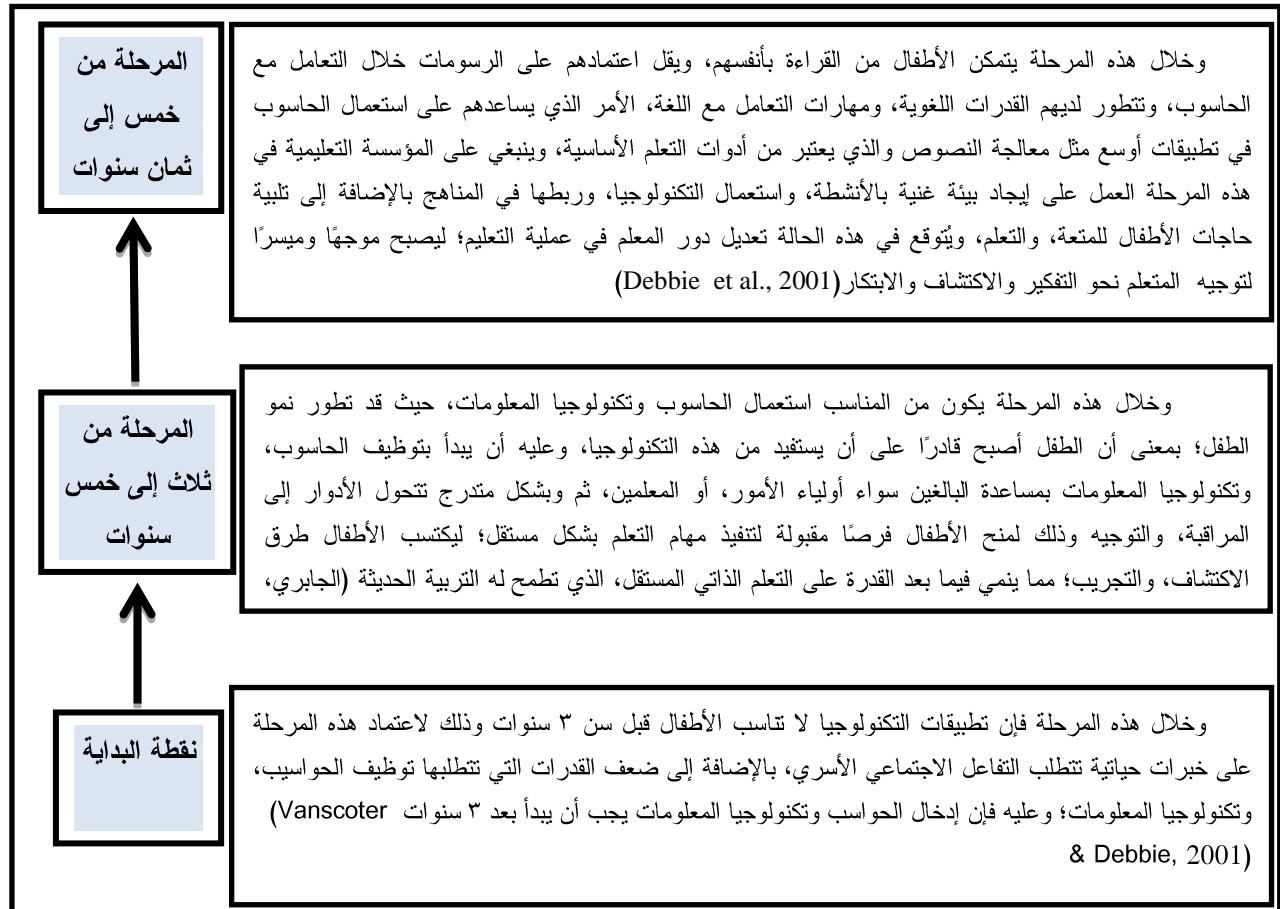 المرحلة من
خمس إلى
ثمان سنوات
وخلال هذه المرحلة يتمكن الأطفال من القراءة بأنفسهم، ويقل اعتمادهم على الرسومات خلال التعامل مع
الحاسوب، وتتطور لديهم القدرات اللغوية، ومهارات التعامل مع اللغة، الأمر الذي يساعدهم على استعمال الحاسوب
في تطبيقات أوسع مثل معالجة النصوص والذي يعتبر من أدوات التعلم الأساسية، وينبغي على المؤسسة التعليمية في
هذه المرحلة العمل على إيجاد بيئة غنية بالأنشطة، واستعمال التكنولوجيا، وربطها في المناهج بالإضافة إلى تلبية
حاجات الأطفال للمتعة، والتعلم، ويُتوقع في هذه الحالة تعديل دور المعلم في عملية التعليم؛ ليصبح موجهًا وميسرًا
لتوجيه المتعلم نحو التفكير والاكتشاف والابتكار(Debbie et al., 2001)
المرحلة من
ثلاث إلى خمس
سنوات
وخلال هذه المرحلة يكون من المناسب استعمال الحاسوب وتكنولوجيا المعلومات، حيث قد تطور نمو
الطفل؛ بمعنى أن الطفل أصبح قادرًا على أن يستفيد من هذه التكنولوجيا، وعليه أن يبدأ بتوظيف الحاسوب،
وتكنولوجيا المعلومات بمساعدة البالغين سواء أولياء الأمور، أو المعلمين، ثم وبشكل متدرج تتحول الأدوار إلى
المراقبة، والتوجيه وذلك لمنح الأطفال فرصًا مقبولة لتنفيذ مهام التعلم بشكل مستقل؛ ليكتسب الأطفال طرق
الاكتشاف، والتجريب؛ مما ينمي فيما بعد القدرة على التعلم الذاتي المستقل، الذي تطمح له التربية الحديثة (الجابري،
نقطة البداية
وخلال هذه المرحلة فإن تطبيقات التكنولوجيا لا تناسب الأطفال قبل سن ٣ سنوات وذلك لاعتماد هذه المرحلة
على خبرات حياتية تتطلب التفاعل الاجتماعي الأسري، بالإضافة إلى ضعف القدرات التي تتطلبها توظيف الحواسيب،
وتكنولوجيا المعلومات؛ وعليه فإن إدخال الحواسب وتكنولوجيا المعلومات يجب أن يبدأ بعد ٣ سنوات (Vanscoter
& Debbie, 2001)